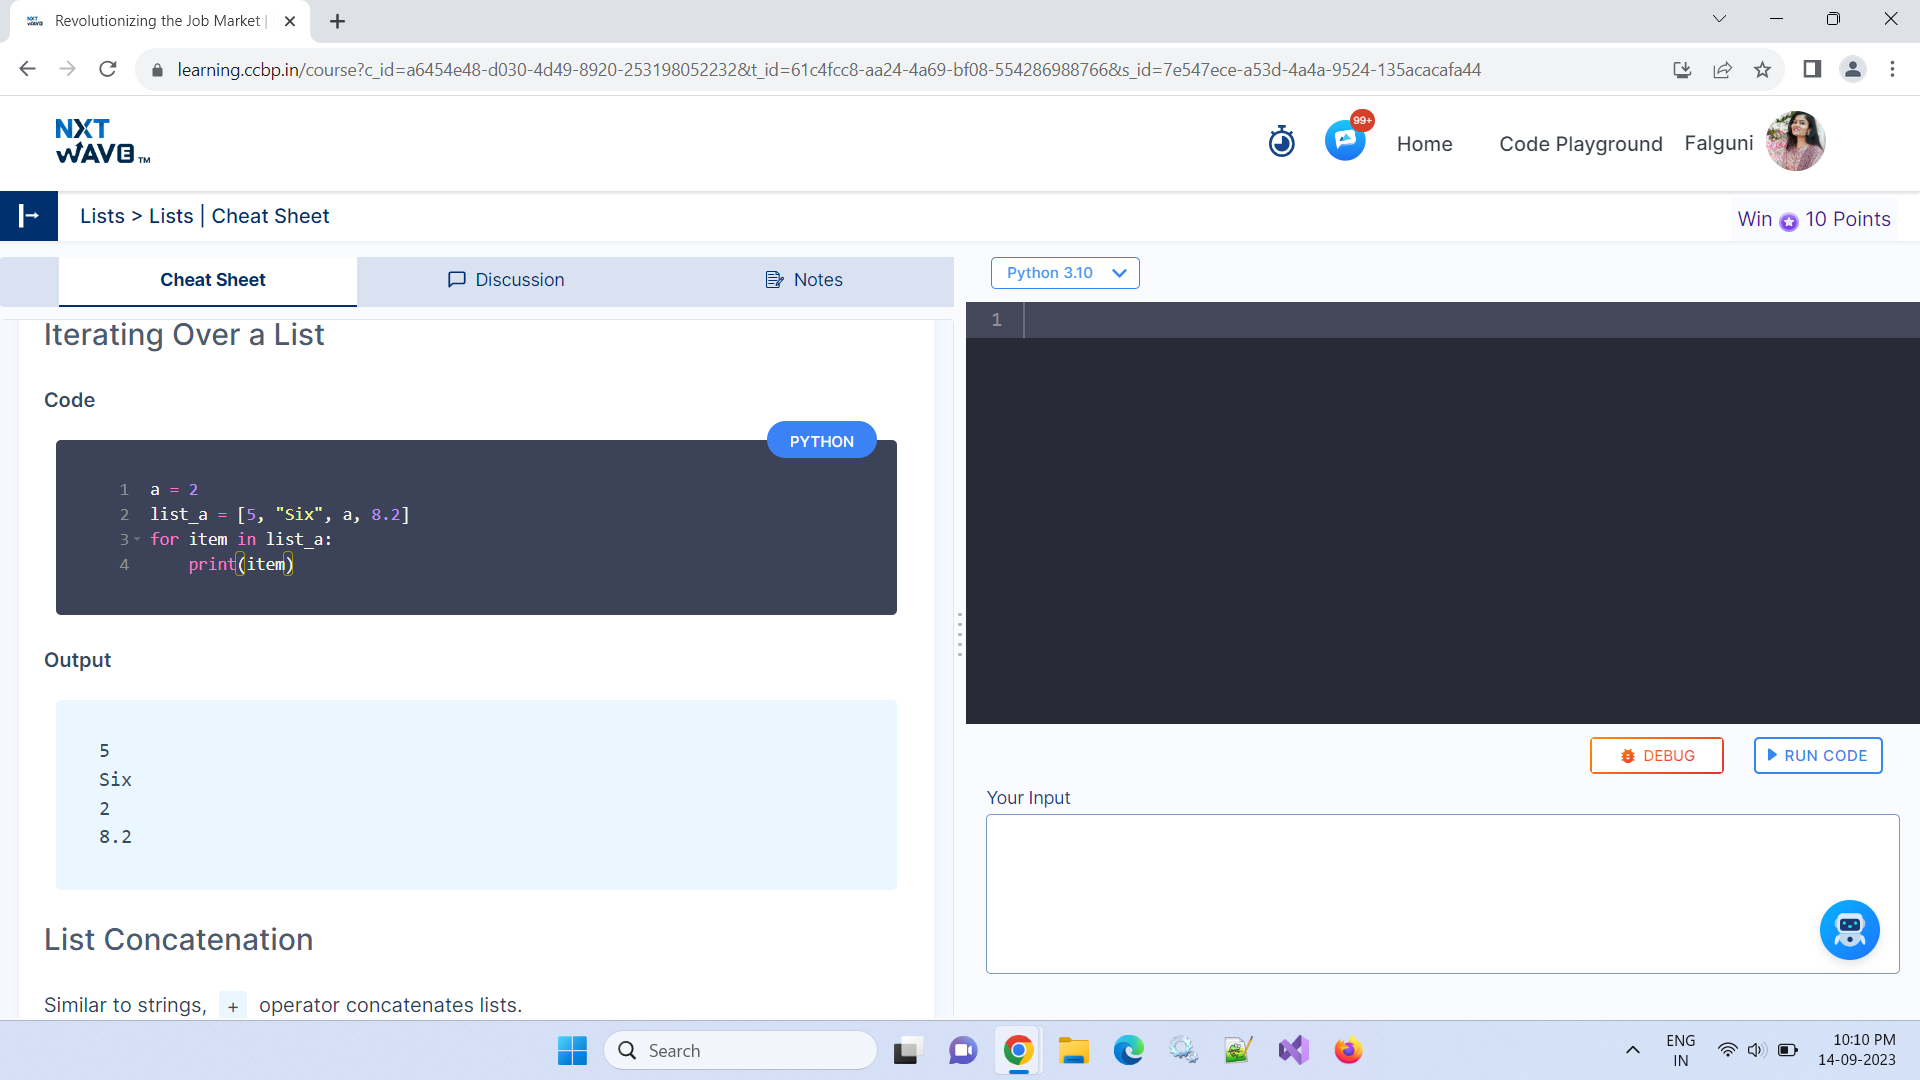 Revolutionizing the Job Market |
learning.ccbp.in/course?c_id=a6454e48-d030-4d49-8920-253198052232&t_id=61c4fcc8-aa24-4a69-bf08-554286988766&s_id=7e547ece-a53d-4a4a-9524-135acacafa44
NXT
WAVE TM
99+
Home
Code Playground
Falguni
Lists > Lists | Cheat Sheet
Win 10 Points
Cheat Sheet
Discussion
Notes
Python 3.10
1
Iterating Over a List
Code
PYTHON
1 a = 2
2 list_a = [5, "Six", a, 8.2]
3 for item in list_a:
4     print(item)
Output
5
Six
2
8.2
List Concatenation
Similar to strings, + operator concatenates lists.
DEBUG
RUN CODE
Your Input
Search
ENG
IN
10:10 PM
14-09-2023